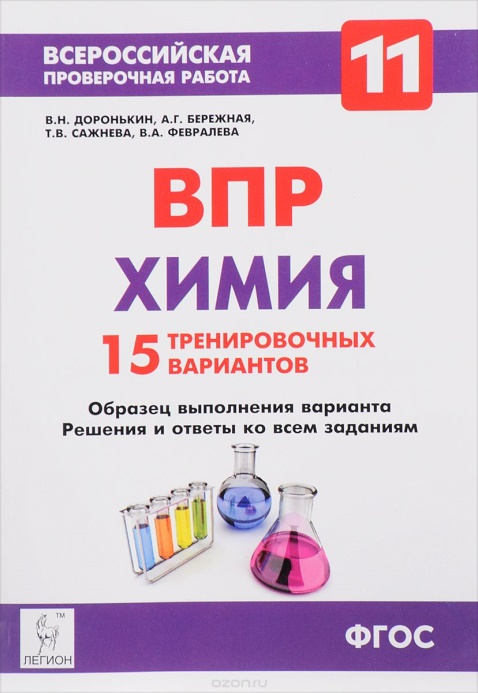 ВСЕРОССИЙСКАЯ
ПРОВЕРОЧНАЯ РАБОТА
11
В.Н. ДОРОНЬКИН, А.Г. БЕРЕЖНАЯ,
Т.В. САЖНЕВА, В.А. ФЕВРАЛЕВА
ВПР
ХИМИЯ
15 ТРЕНИРОВОЧНЫХ
ВАРИАНТОВ
Образец выполнения варианта
Решения и ответы ко всем заданиям
TM
ЛЕГИОН
ФГОС
ozon.ru